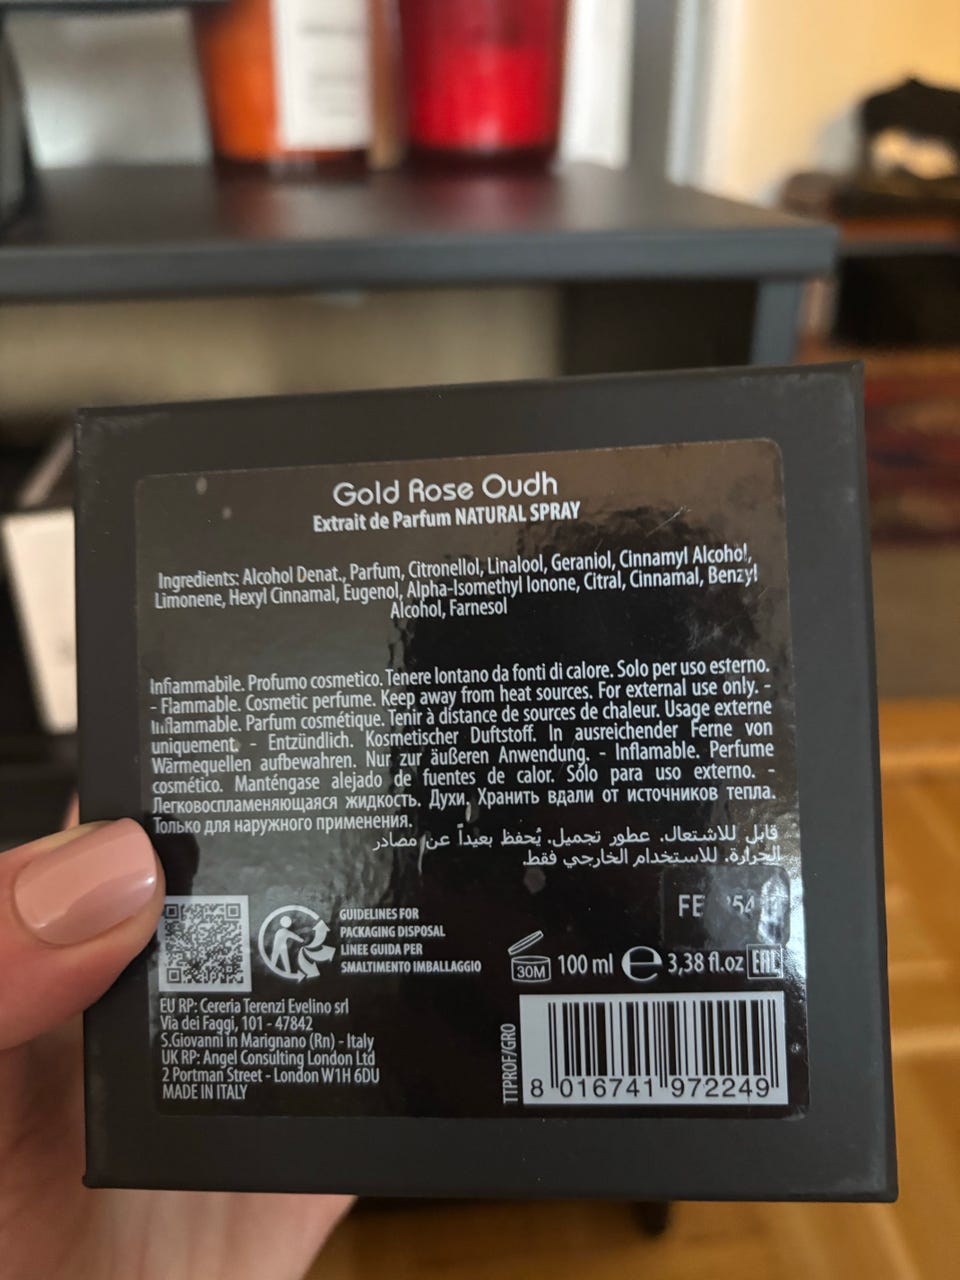 Gold Rose Oudh
Extrait de Parfum NATURAL SPRAY
Ingredients: Alcohol Denat., Parfum, Citronellol, Linalool, Geraniol, Cinnamyl Alcohol,
Limonene, Hexyl Cinnamal, Eugenol, Alpha-Isomethyl Ionone, Citral, Cinnamal, Benzyl
Alcohol, Farnesol
Infiammabile. Profumo cosmetico. Tenere lontano da fonti di calore. Solo per uso esterno.
- Flammable. Cosmetic perfume. Keep away from heat sources. For external use only. -
Inflammable. Parfum cosmétique. Tenir à distance de sources de chaleur. Usage externe
uniquement. - Entzündlich. Kosmetischer Duftstoff. In ausreichender Ferne von
Wärmequellen aufbewahren. Nur zur äußeren Anwendung. - Inflamable. Perfume
cosmético. Manténgase alejado de fuentes de calor. Sólo para uso externo. -
Легковоспламеняющаяся жидкость. Духи. Хранить вдали от источников тепла.
Только для наружного применения.
قابل للاشتعال. عطور تجميل. يُحفظ بعيداً عن مصادر
الحرارة. للاستخدام الخارجي فقط.
GUIDELINES FOR
PACKAGING DISPOSAL
LINEE GUIDA PER
SMALTIMENTO IMBALLAGGIO
30M 100 ml e 3,38 fl.oz EAC
EU RP: Cereria Terenzi Evelino srl
Via dei Faggi, 101 - 47842
S.Giovanni in Marignano (Rn) - Italy
UK RP: Angel Consulting London Ltd
2 Portman Street - London W1H 6DU
MADE IN ITALY
TTPROF/GRO
8 016741 972249